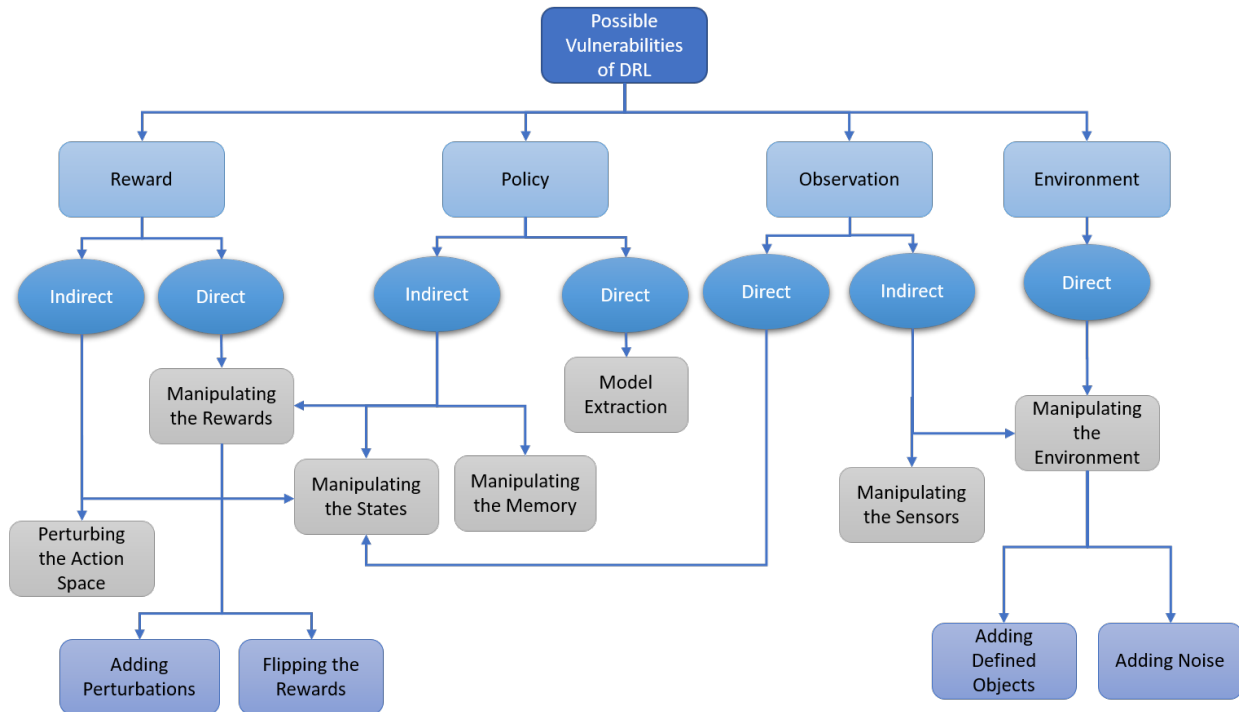 Possible
Vulnerabilities
of DRL
Reward
Policy
Observation
Environment
Indirect
Direct
Indirect
Direct
Direct
Indirect
Direct
Manipulating
the Rewards
Model
Extraction
Manipulating
the
Environment
Manipulating
the States
Manipulating
the Memory
Manipulating
the Sensors
Perturbing
the Action
Space
Adding
Perturbations
Flipping the
Rewards
Adding
Defined
Objects
Adding Noise